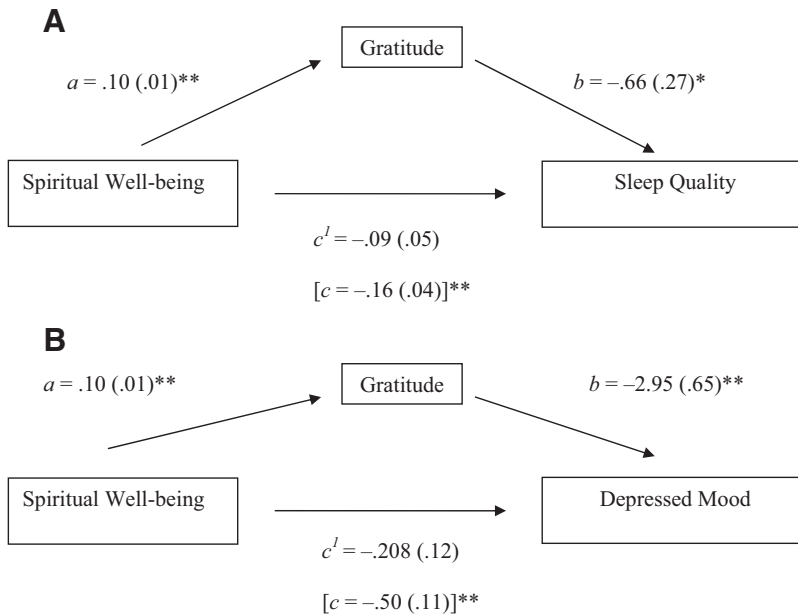 A
Gratitude
a = .10 (.01)**
b = –.66 (.27)*
Spiritual Well-being
Sleep Quality
c¹ = –.09 (.05)
[c = –.16 (.04)]**
B
a = .10 (.01)**
Gratitude
b = –2.95 (.65)**
Spiritual Well-being
Depressed Mood
c¹ = –.208 (.12)
[c = –.50 (.11)]**